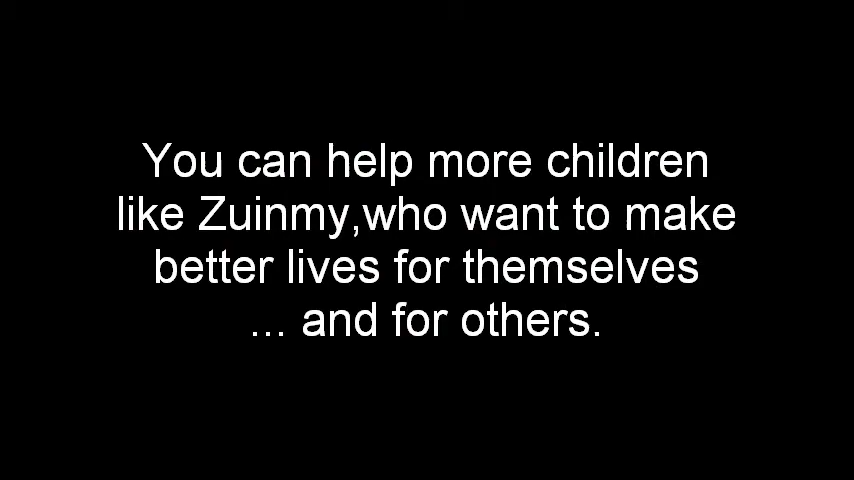 You can help more children
like Zuinmy,who want to make
better lives for themselves
... and for others.